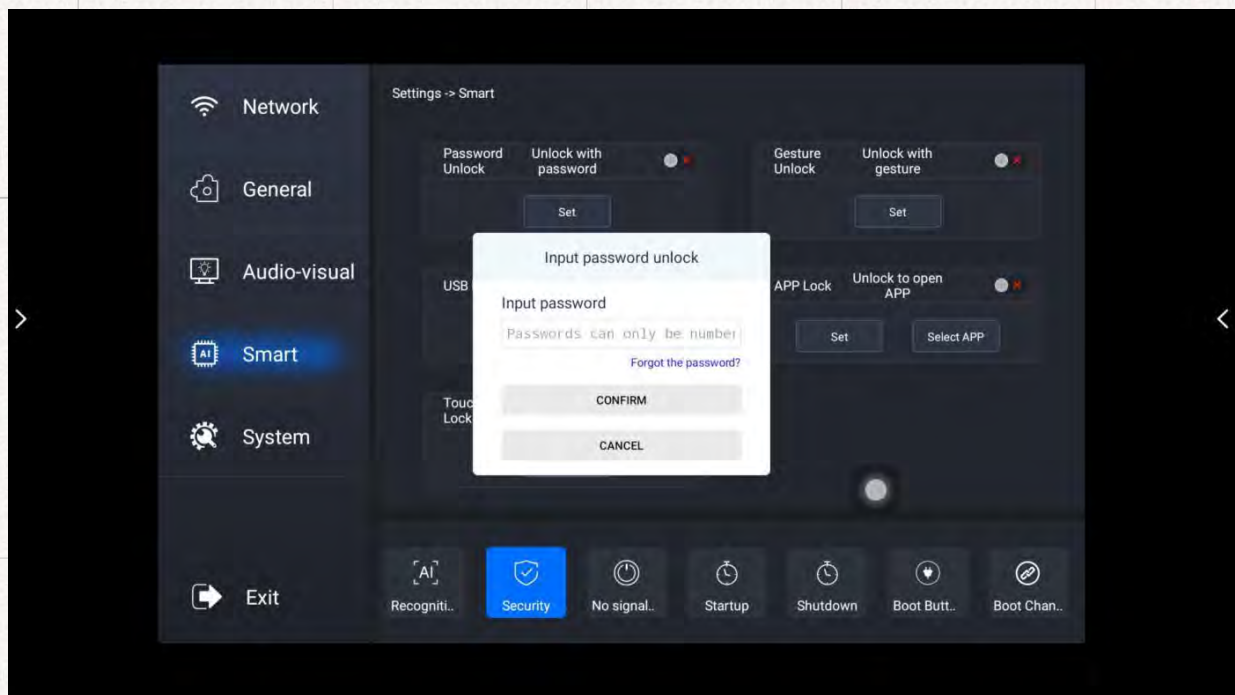 Network
General
Audio-visual
Smart
System
Exit
Settings -> Smart
Password Unlock
Unlock with password
Set
Gesture Unlock
Unlock with gesture
Set
USB
APP Lock
Unlock to open APP
Set
Select APP
Touc
Lock
Input password unlock
Input password
Passwords can only be number
Forgot the password?
CONFIRM
CANCEL
AI
AI
Recogniti..
Security
No signal..
Startup
Shutdown
Boot Butt..
Boot Chan..